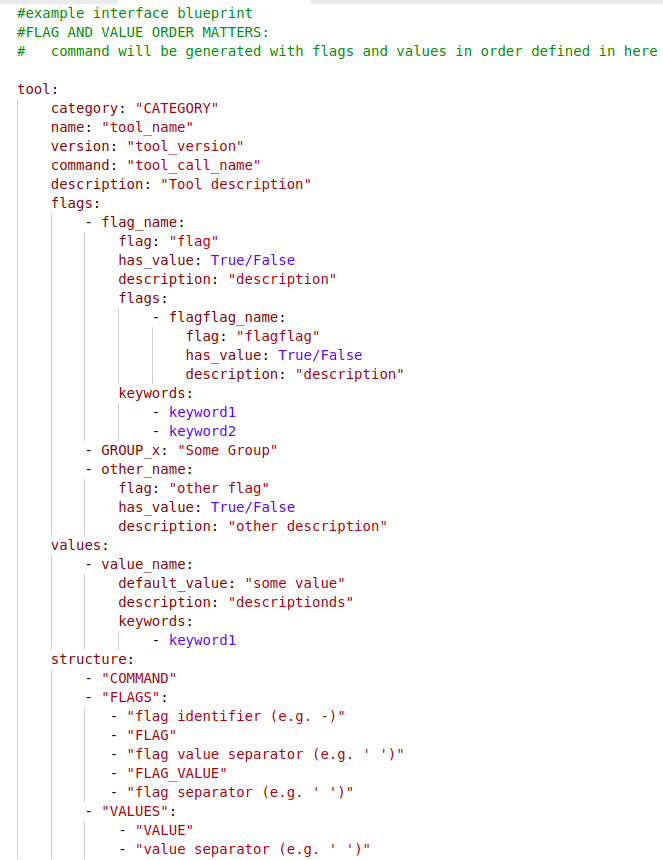 #example interface blueprint
#FLAG AND VALUE ORDER MATTERS:
#   command will be generated with flags and values in order defined in here

tool:
    category: "CATEGORY"
    name: "tool_name"
    version: "tool_version"
    command: "tool_call_name"
    description: "Tool description"
    flags:
        - flag_name:
            flag: "flag"
            has_value: True/False
            description: "description"
            flags:
                - flagflag_name:
                    flag: "flagflag"
                    has_value: True/False
                    description: "description"
            keywords:
                - keyword1
                - keyword2
        - GROUP_x: "Some Group"
        - other_name:
            flag: "other flag"
            has_value: True/False
            description: "other description"
    values:
        - value_name:
            default_value: "some value"
            description: "descriptionds"
            keywords:
                - keyword1
    structure:
        - "COMMAND"
        - "FLAGS":
           - "flag identifier (e.g. -)"
           - "FLAG"
           - "flag value separator (e.g. ' ')"
           - "FLAG_VALUE"
           - "flag separator (e.g. ' ')"
        - "VALUES":
            - "VALUE"
            - "value separator (e.g. ' ')"